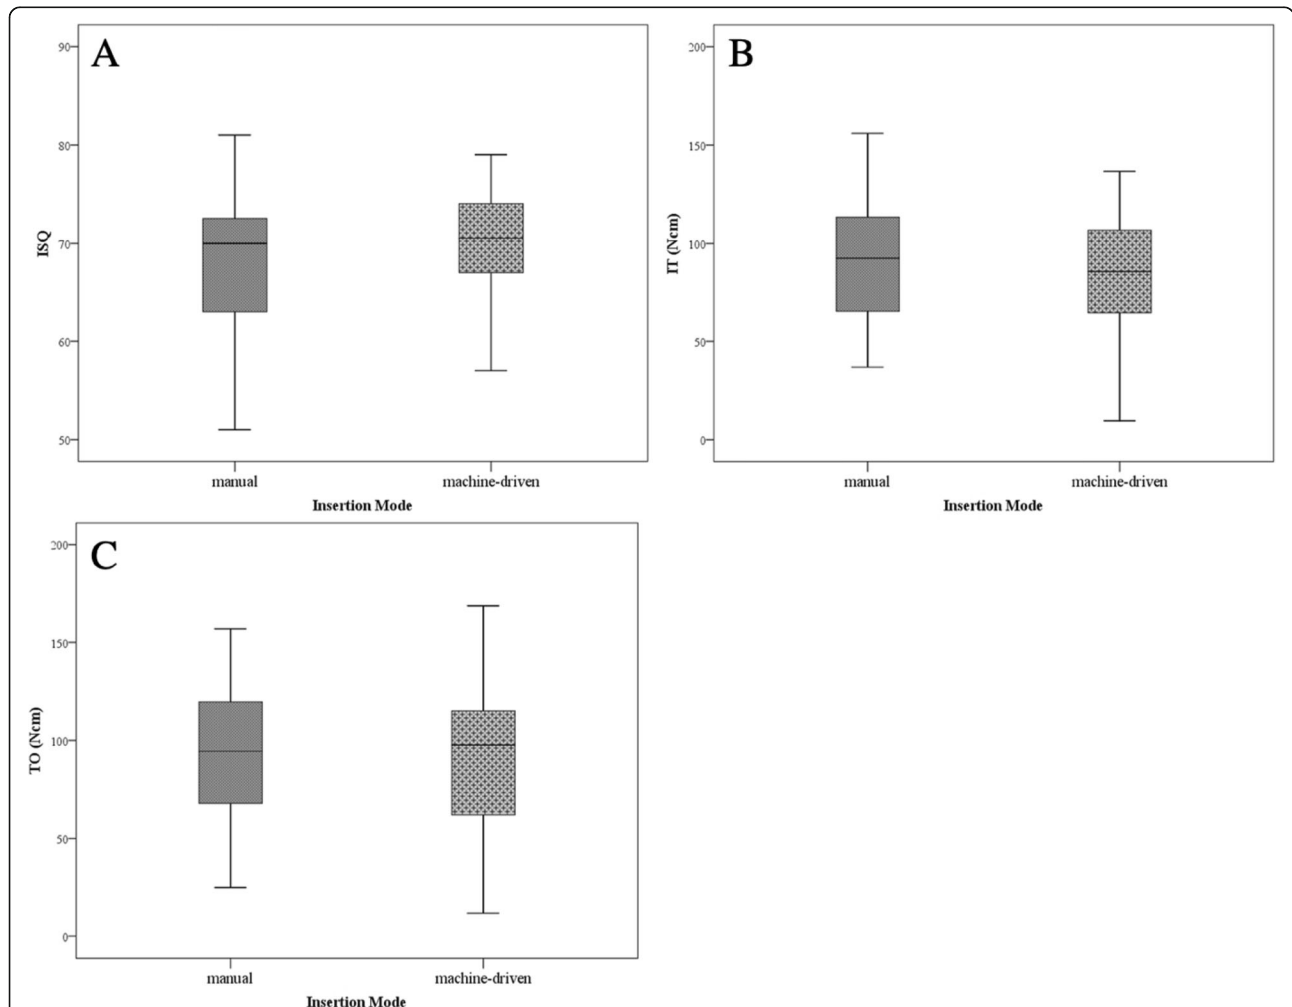 A
90
80
70
60
50
ISQ
manual machine-driven
Insertion Mode
B
200
150
100
50
0
IT (Ncm)
manual machine-driven
Insertion Mode
C
200
150
100
50
0
TO (Ncm)
manual machine-driven
Insertion Mode